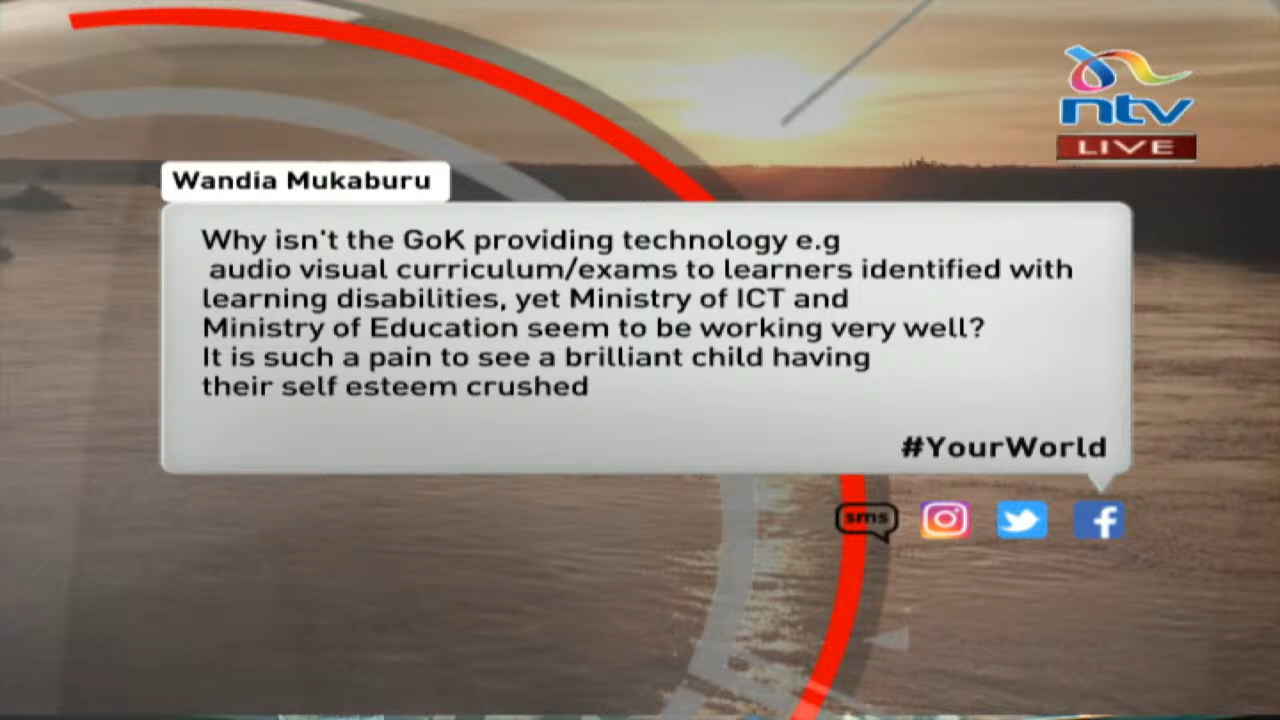 ntv
LIVE
Wandia Mukaburu
Why isn't the GoK providing technology e.g
audio visual curriculum/exams to learners identified with
learning disabilities, yet Ministry of ICT and
Ministry of Education seem to be working very well?
It is such a pain to see a brilliant child having
their self esteem crushed
#YourWorld
sms